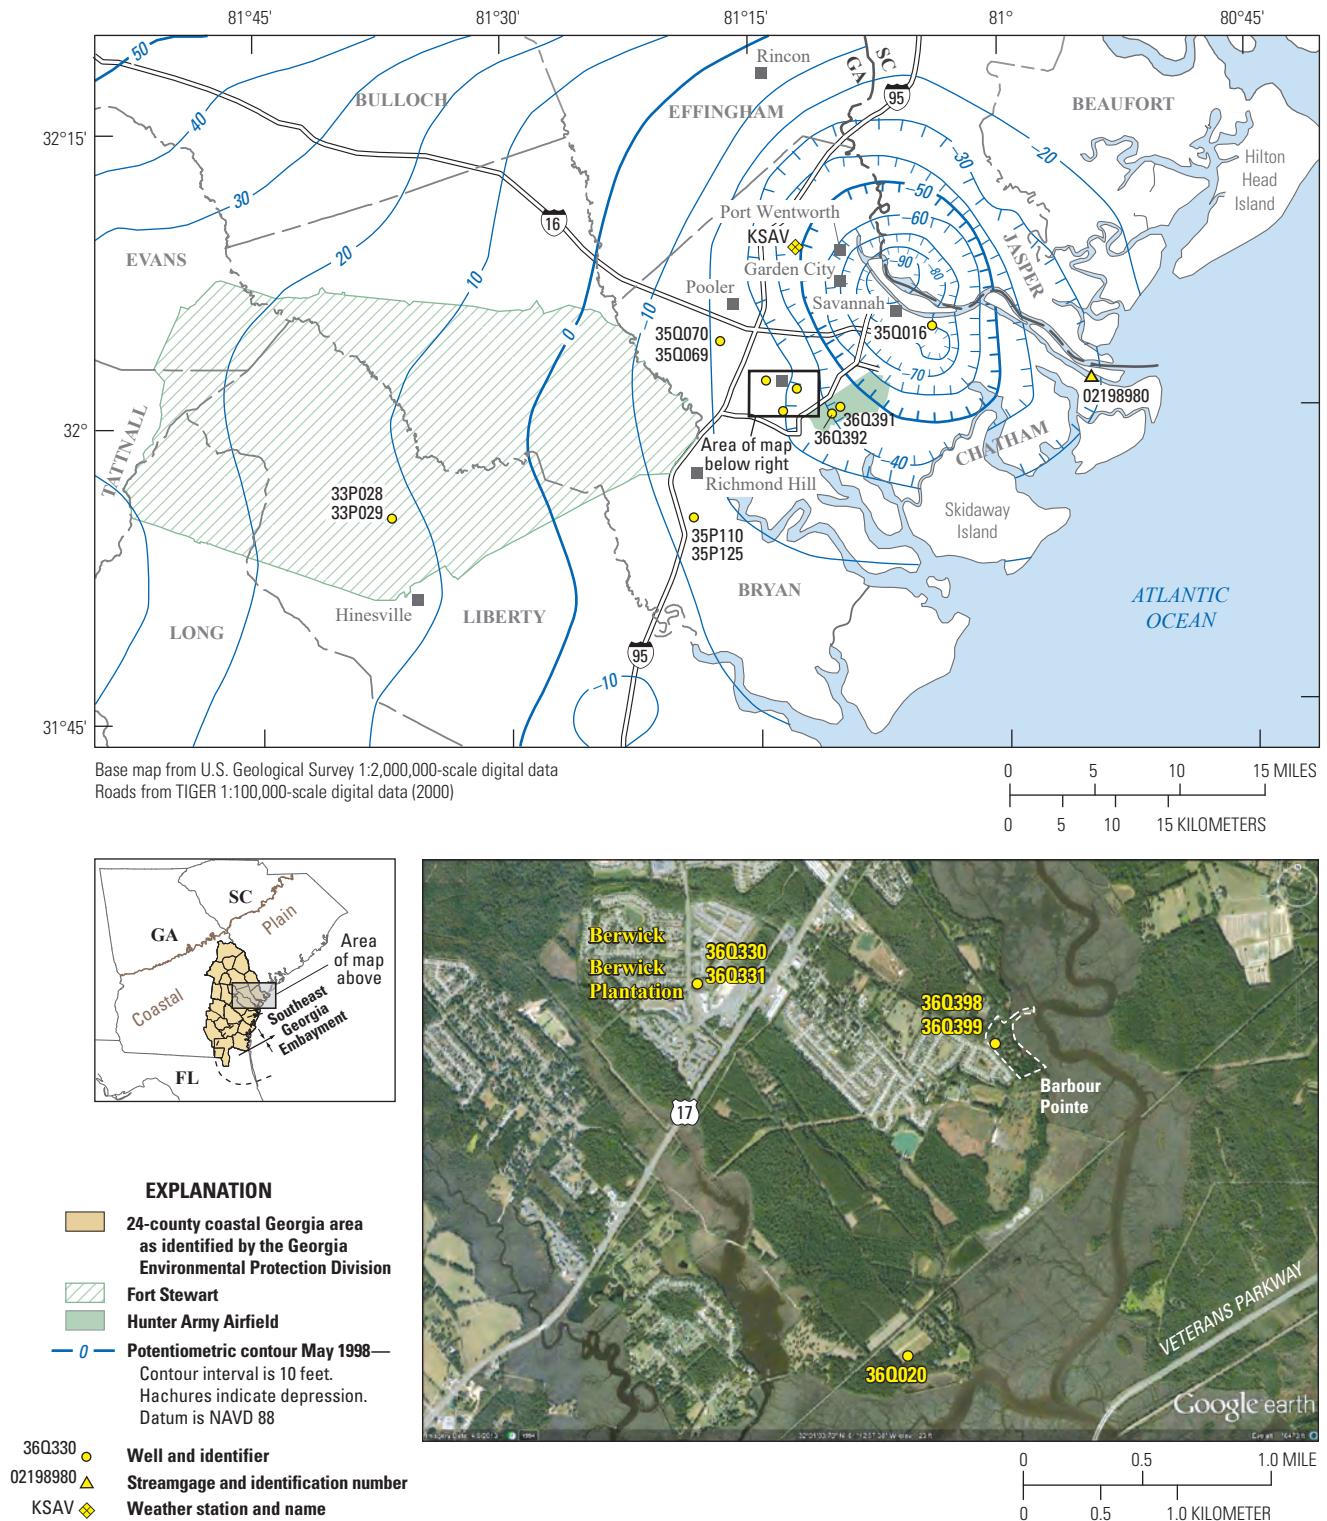 81°45'
81°30'
81°15'
81°
80°45'
32°15'
32°
31°45'
50
40
30
20
10
0
–10
–10
–20
–30
–40
–50
–60
–70
–80
–90
BULLOCH
EFFINGHAM
BEAUFORT
EVANS
JASPER
TATTNALL
CHATHAM
BRYAN
LIBERTY
LONG
SC
GA
Rincon
Hilton
Head
Island
16
95
95
Port Wentworth
KSAV
Garden City
Pooler
Savannah
35Q070
35Q069
35Q016
02198980
36Q391
36Q392
Area of map
below right
Richmond Hill
Skidaway
Island
33P028
33P029
35P110
35P125
Hinesville
ATLANTIC
OCEAN
Base map from U.S. Geological Survey 1:2,000,000-scale digital data
Roads from TIGER 1:100,000-scale digital data (2000)
0 5 10 15 MILES
0 5 10 15 KILOMETERS
SC
GA
Plain
Coastal
Area
of map
above
Southeast
Georgia
Embayment
FL
Berwick
Berwick
Plantation
36Q330
36Q331
36Q398
36Q399
Barbour
Pointe
17
36Q020
VETERANS PARKWAY
Google earth
0 0.5 1.0 MILE
0 0.5 1.0 KILOMETER
EXPLANATION
24-county coastal Georgia area
as identified by the Georgia
Environmental Protection Division
Fort Stewart
Hunter Army Airfield
0 Potentiometric contour May 1998—
Contour interval is 10 feet.
Hachures indicate depression.
Datum is NAVD 88
36Q330 Well and identifier
02198980 Streamgage and identification number
KSAV Weather station and name